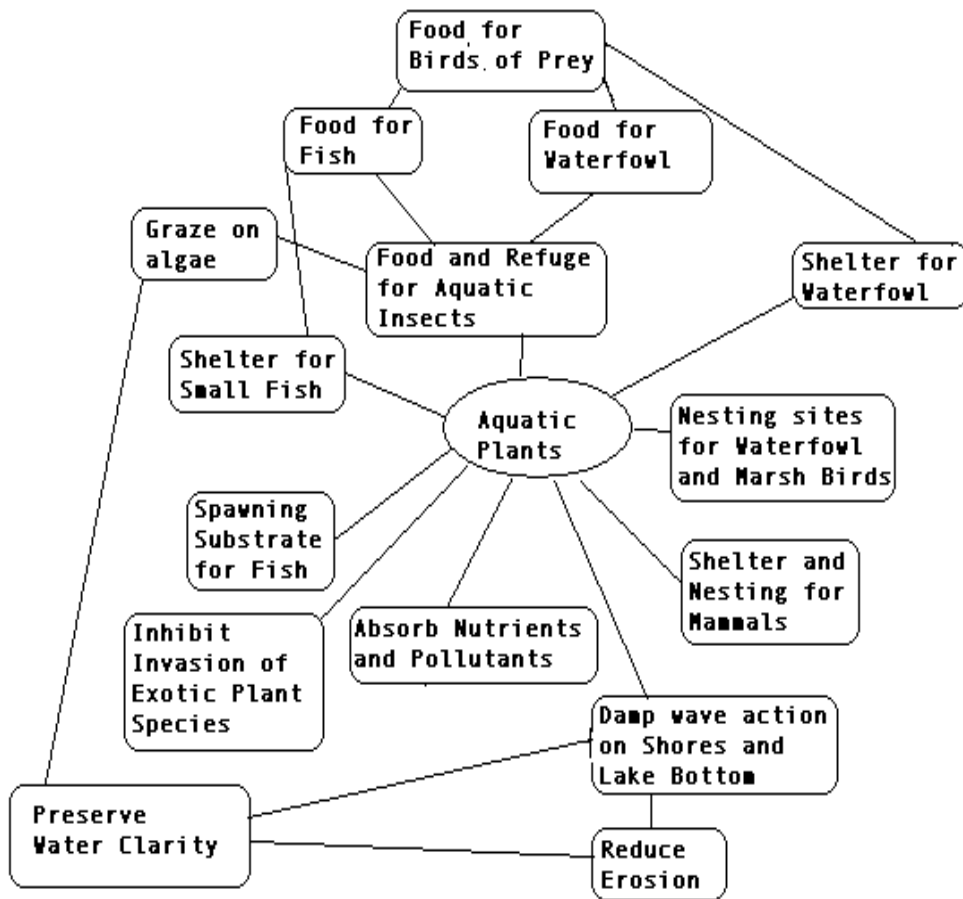 Food for
Birds of Prey
Food for
Fish
Food for
Waterfowl
Graze on
algae
Food and Refuge
for Aquatic
Insects
Shelter for
Waterfowl
Shelter for
Small Fish
Aquatic
Plants
Nesting sites
for Waterfowl
and Marsh Birds
Spawning
Substrate
for Fish
Shelter and
Nesting for
Mammals
Inhibit
Invasion of
Exotic Plant
Species
Absorb Nutrients
and Pollutants
Damp wave action
on Shores and
Lake Bottom
Preserve
Water Clarity
Reduce
Erosion